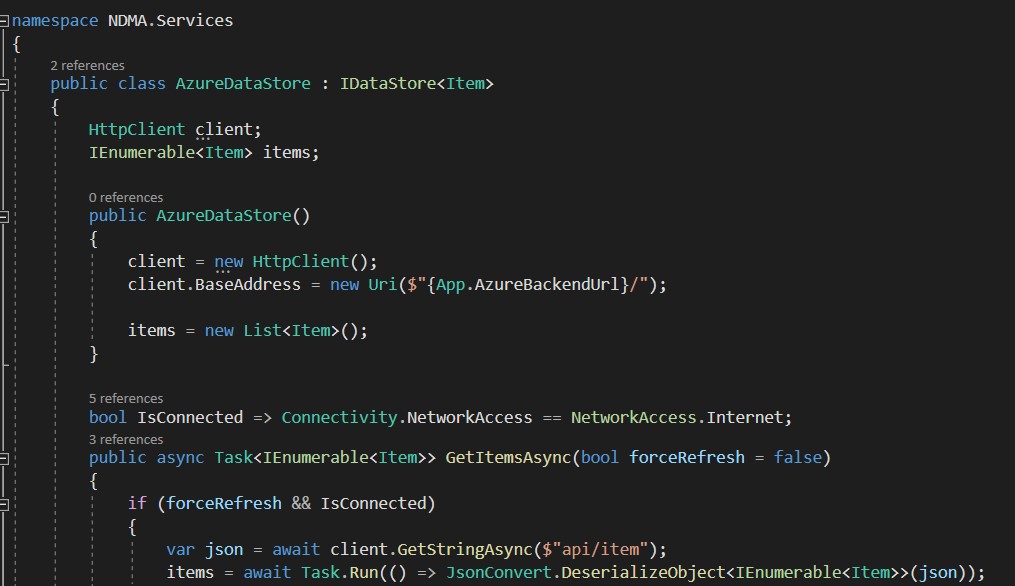 namespace NDMA.Services
{
2 references
public class AzureDataStore : IDataStore<Item>
{
HttpClient client;
IEnumerable<Item> items;
0 references
public AzureDataStore()
{
client = new HttpClient();
client.BaseAddress = new Uri($"{App.AzureBackendUrl}/");
items = new List<Item>();
}
5 references
bool IsConnected => Connectivity.NetworkAccess == NetworkAccess.Internet;
3 references
public async Task<IEnumerable<Item>> GetItemsAsync(bool forceRefresh = false)
{
if (forceRefresh && IsConnected)
{
var json = await client.GetStringAsync($"api/item");
items = await Task.Run(() => JsonConvert.DeserializeObject<IEnumerable<Item>>(json));